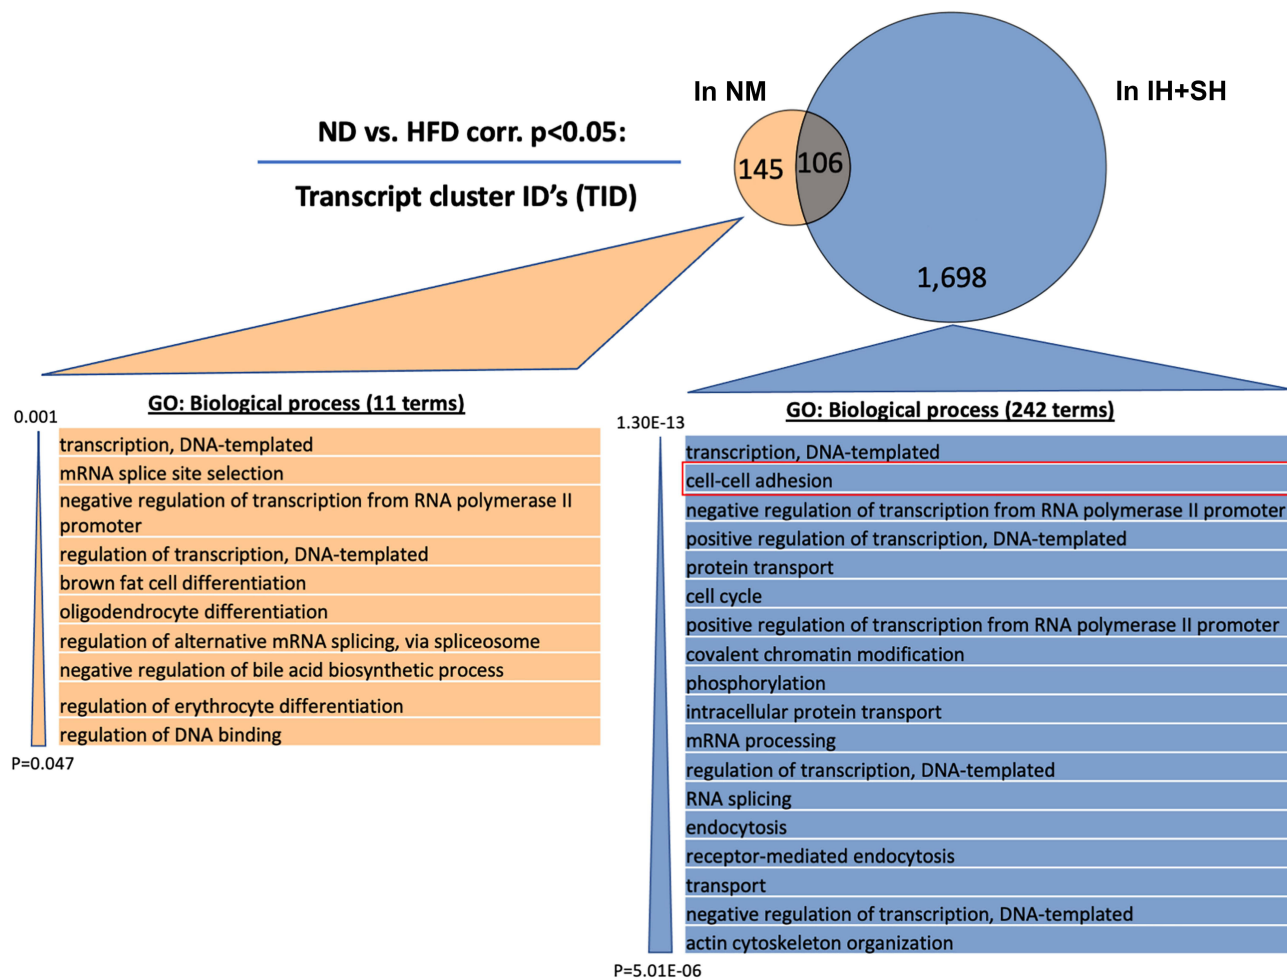 In NM
In IH+SH
ND vs. HFD corr. p<0.05:
Transcript cluster ID's (TID)
145
106
1,698
GO: Biological process (11 terms)
0.001
transcription, DNA-templated
mRNA splice site selection
negative regulation of transcription from RNA polymerase II
promoter
regulation of transcription, DNA-templated
brown fat cell differentiation
oligodendrocyte differentiation
regulation of alternative mRNA splicing, via spliceosome
negative regulation of bile acid biosynthetic process
regulation of erythrocyte differentiation
regulation of DNA binding
P=0.047
GO: Biological process (242 terms)
1.30E-13
transcription, DNA-templated
cell-cell adhesion
negative regulation of transcription from RNA polymerase II promoter
positive regulation of transcription, DNA-templated
protein transport
cell cycle
positive regulation of transcription from RNA polymerase II promoter
covalent chromatin modification
phosphorylation
intracellular protein transport
mRNA processing
regulation of transcription, DNA-templated
RNA splicing
endocytosis
receptor-mediated endocytosis
transport
negative regulation of transcription, DNA-templated
actin cytoskeleton organization
P=5.01E-06